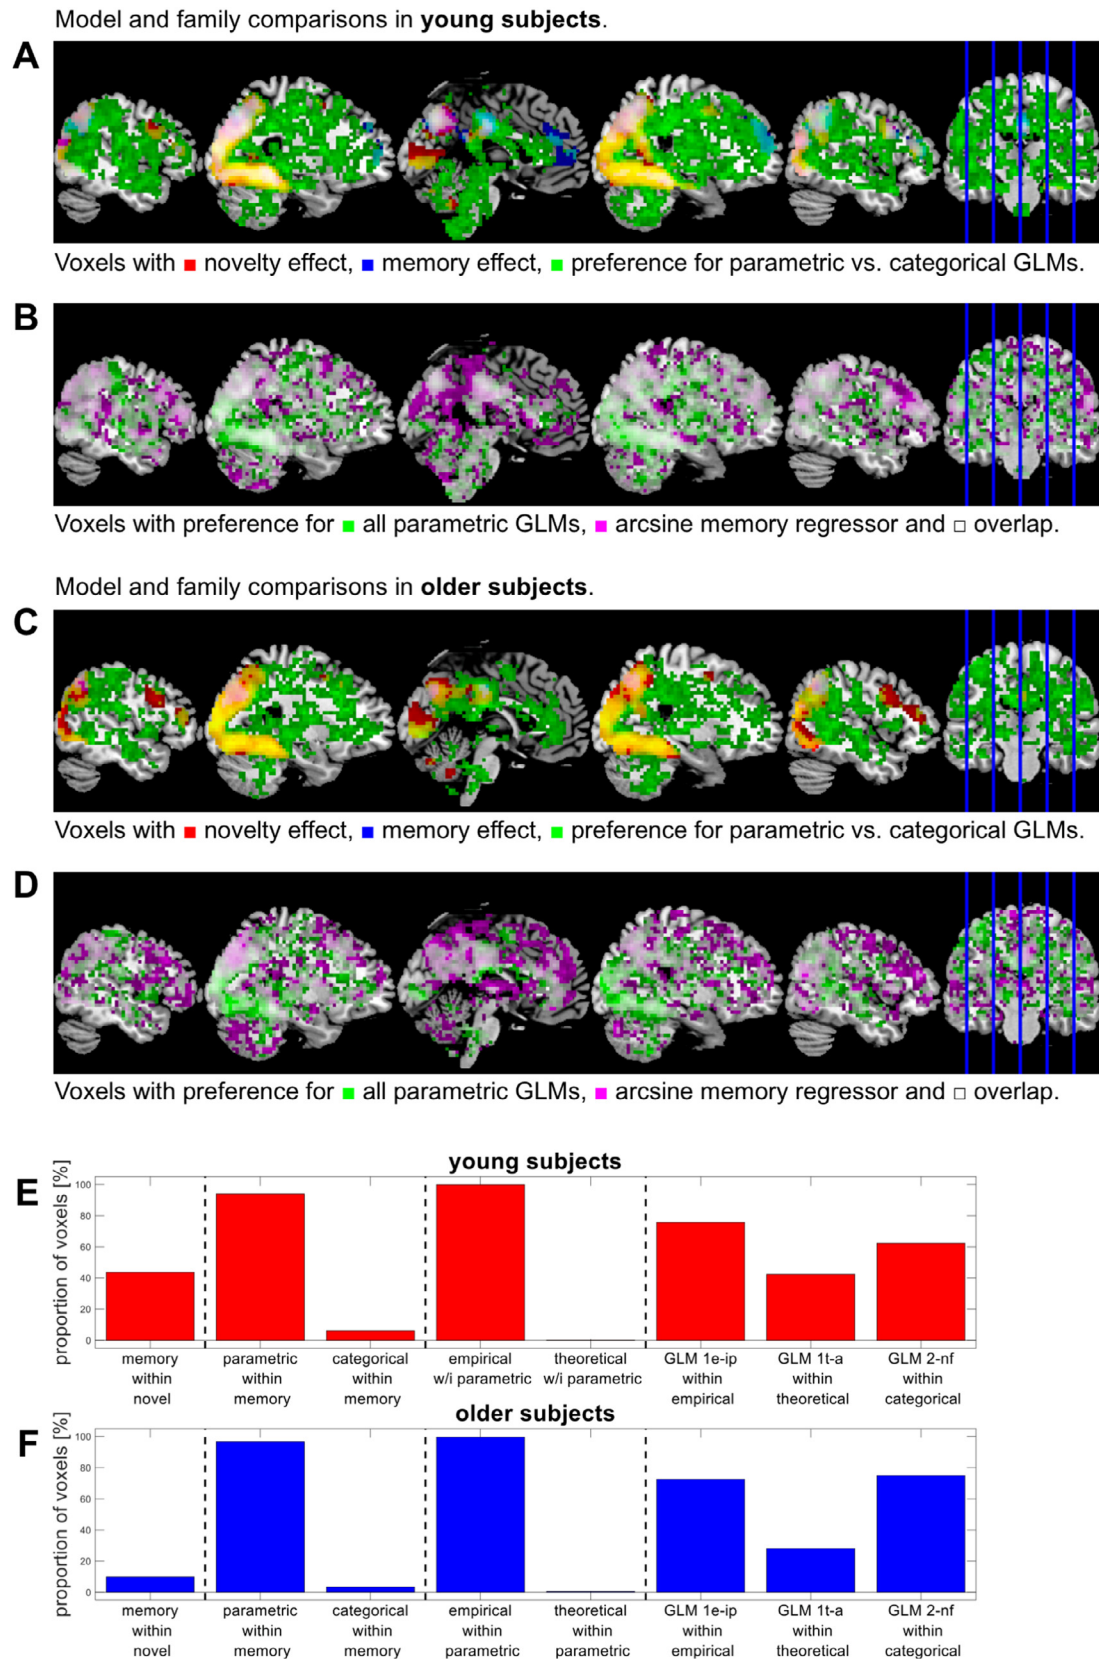 Model and family comparisons in young subjects.
A
Voxels with ■ novelty effect, ■ memory effect, ■ preference for parametric vs. categorical GLMs.
B
Voxels with preference for ■ all parametric GLMs, ■ arcsine memory regressor and □ overlap.
Model and family comparisons in older subjects.
C
Voxels with ■ novelty effect, ■ memory effect, ■ preference for parametric vs. categorical GLMs.
D
Voxels with preference for ■ all parametric GLMs, ■ arcsine memory regressor and □ overlap.
E
young subjects
proportion of voxels [%]
100
80
60
40
20
0
memory within novel
parametric within memory
categorical within memory
empirical w/i parametric
theoretical w/i parametric
GLM 1e-ip within empirical
GLM 1t-a within theoretical
GLM 2-nf within categorical
F
older subjects
proportion of voxels [%]
100
80
60
40
20
0
memory within novel
parametric within memory
categorical within memory
empirical within parametric
theoretical within parametric
GLM 1e-ip within empirical
GLM 1t-a within theoretical
GLM 2-nf within categorical